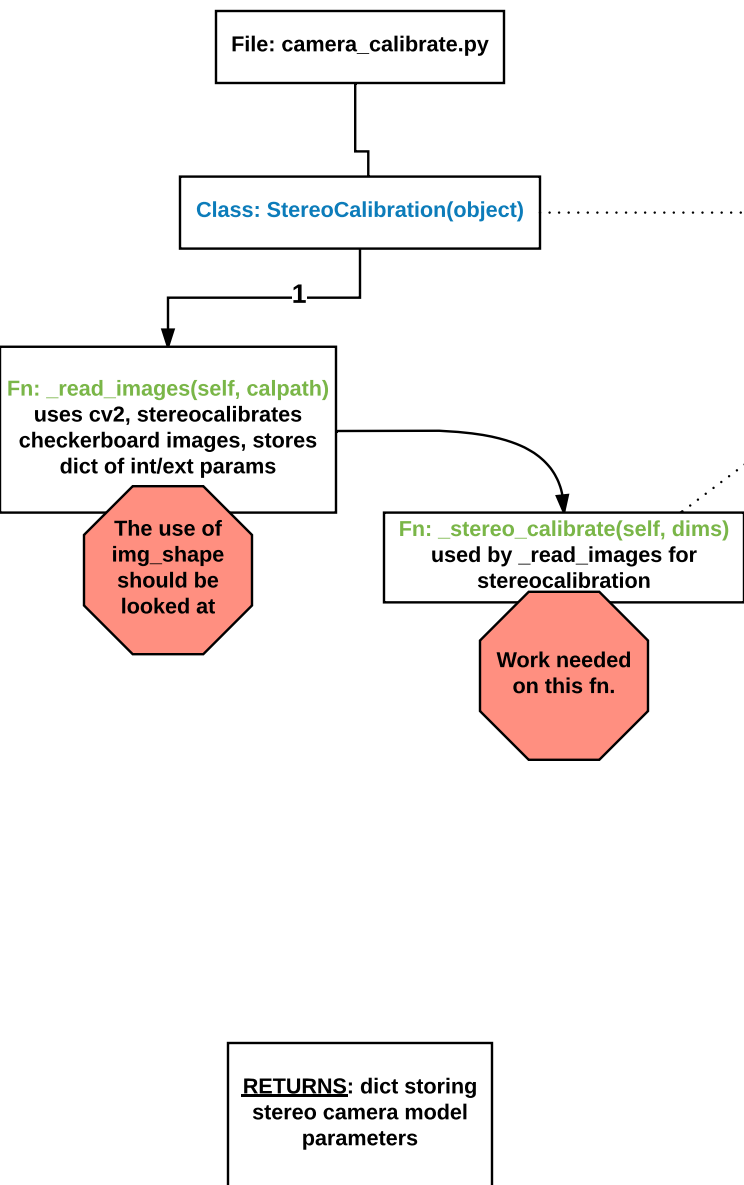 File: camera_calibrate.py
Class: StereoCalibration(object)
1
Fn: _read_images(self, calpath)
uses cv2, stereocalibrates
checkerboard images, stores
dict of int/ext params
The use of
img_shape
should be
looked at
Fn: _stereo_calibrate(self, dims)
used by _read_images for
stereocalibration
Work needed
on this fn.
RETURNS: dict storing
stereo camera model
parameters